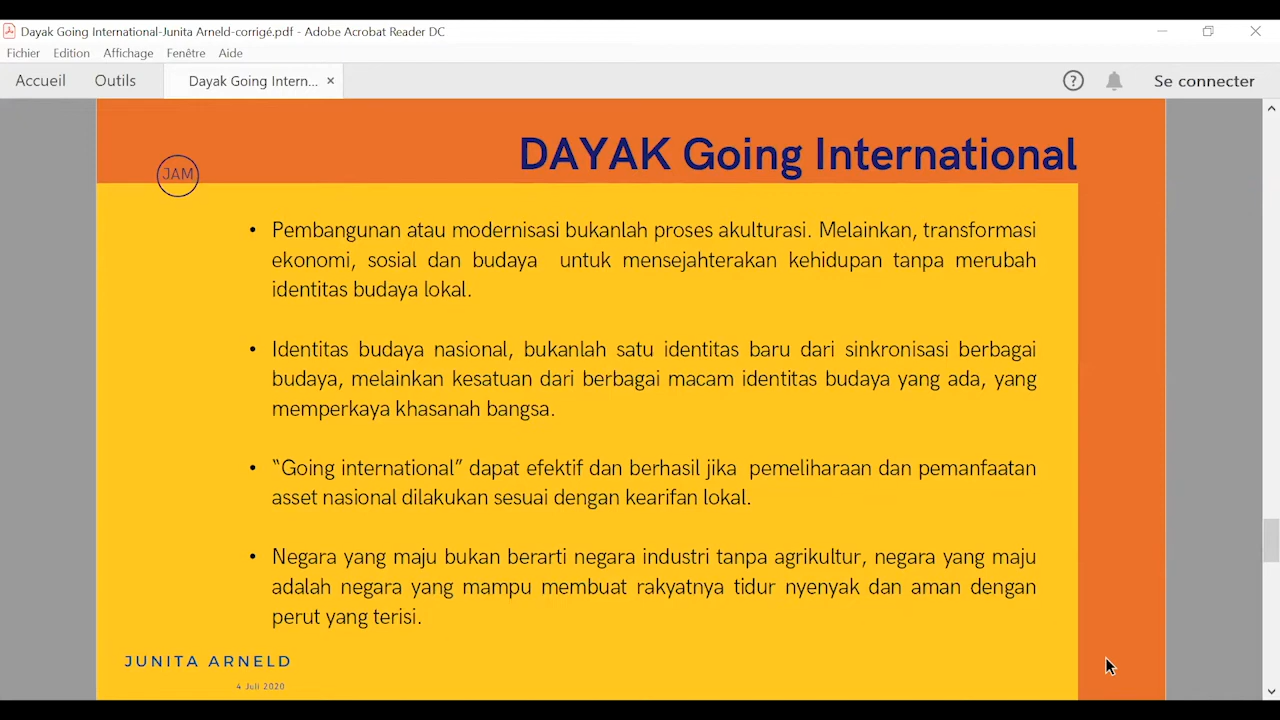 Dayak Going International-Junita Arneld-corrigé.pdf - Adobe Acrobat Reader DC
Fichier Edition Affichage Fenêtre Aide
Accueil Outils Dayak Going Intern... × ? Se connecter
DAYAK Going International
JAM
• Pembangunan atau modernisasi bukanlah proses akulturasi. Melainkan, transformasi
ekonomi, sosial dan budaya untuk mensejahterakan kehidupan tanpa merubah
identitas budaya lokal.
• Identitas budaya nasional, bukanlah satu identitas baru dari sinkronisasi berbagai
budaya, melainkan kesatuan dari berbagai macam identitas budaya yang ada, yang
memperkaya khasanah bangsa.
• “Going international” dapat efektif dan berhasil jika pemeliharaan dan pemanfaatan
asset nasional dilakukan sesuai dengan kearifan lokal.
• Negara yang maju bukan berarti negara industri tanpa agrikultur, negara yang maju
adalah negara yang mampu membuat rakyatnya tidur nyenyak dan aman dengan
perut yang terisi.
JUNITA ARNELD
4 Juli 2020